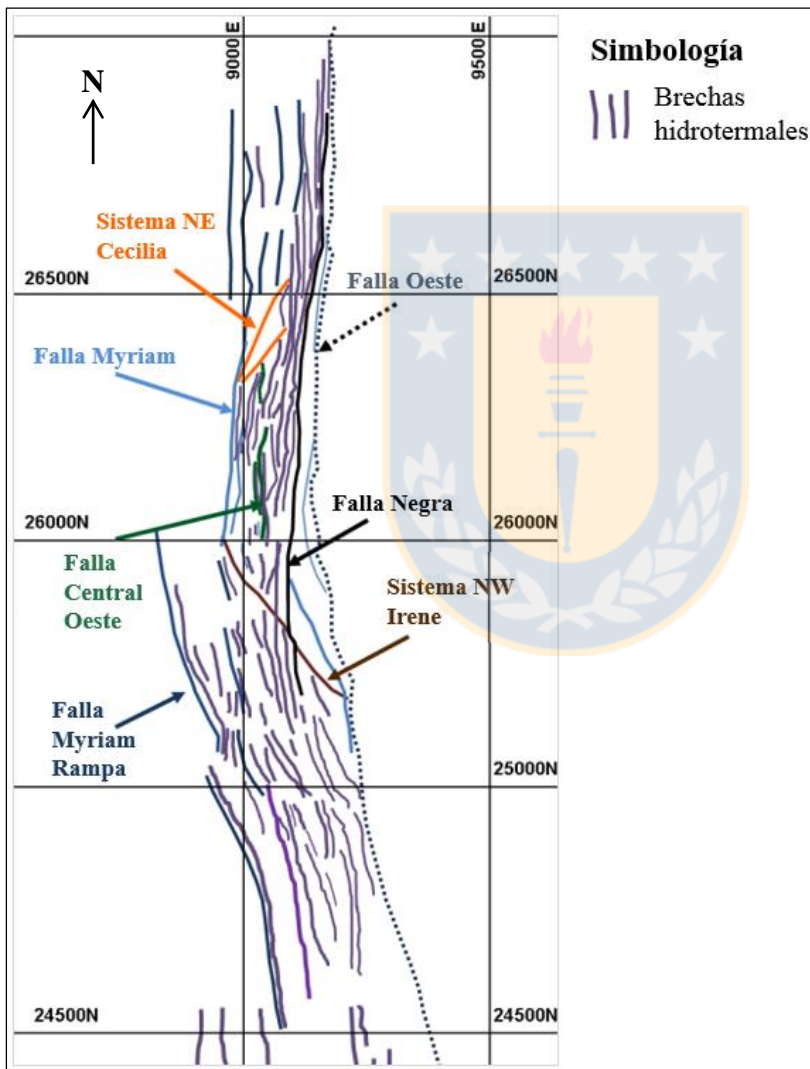 9000E
9500E
N
Simbología
Brechas
hidrotermales
Sistema NE
Cecilia
26500N
26500N
Falla Oeste
Falla Myriam
Falla Negra
26000N
26000N
Falla
Central
Oeste
Sistema NW
Irene
Falla
Myriam
Rampa
25000N
25000N
24500N
24500N